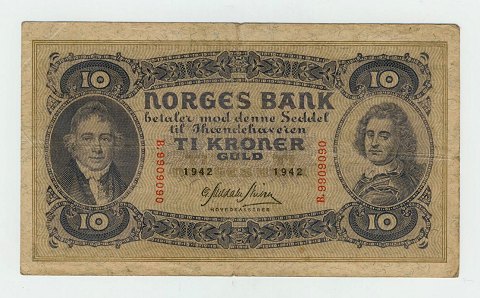 10 10
NORGES BANK
betaler mod denne Seddel
til Ihændehaveren
TI KRONER
GULD
1942 1942
B.9909090
B.9909090
HOVEDKASSERER
10 10